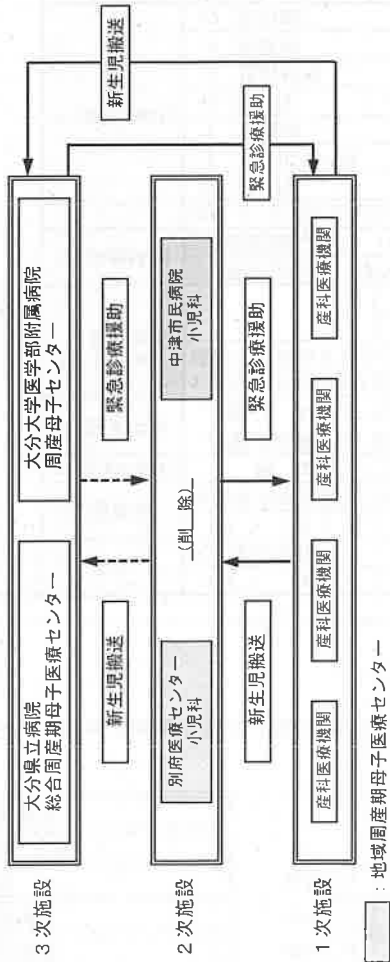 3次施設
大分県立病院
総合周産期母子医療センター
大分大学医学部附属病院
周産母子センター
新生児搬送
緊急診療援助
新生児搬送
2次施設
別府医療センター
小児科
(削　除)
中津市民病院
小児科
新生児搬送
緊急診療援助
緊急診療援助
1次施設
産科医療機関
産科医療機関
産科医療機関
産科医療機関
：地域周産期母子医療センター